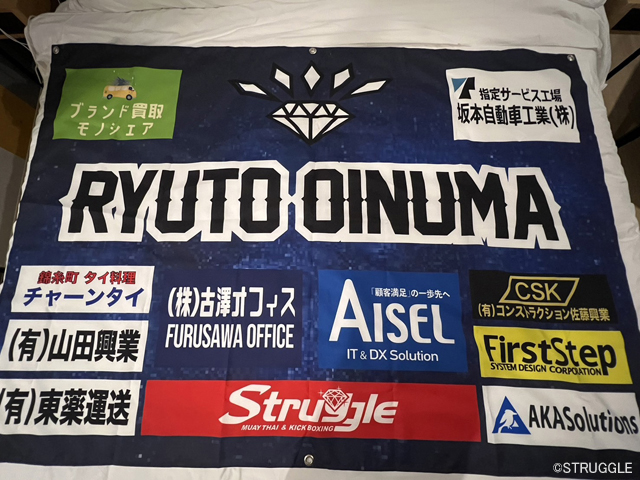 ブランド買取
モノシェア
指定サービス工場
坂本自動車工業(株)
RYUTO OINUMA
錦糸町 タイ料理
チャーンタイ
(株)古澤オフィス
FURUSAWA OFFICE
「顧客満足」の一歩先へ
AISEL
IT & DX Solution
CSK
(有)コンストラクション佐藤興業
(有)山田興業
FirstStep
SYSTEM DESIGN CORPORATION
(有)東薬運送
Struggle
MUAY THAI & KICK BOXING
AKASolutions
©STRUGGLE